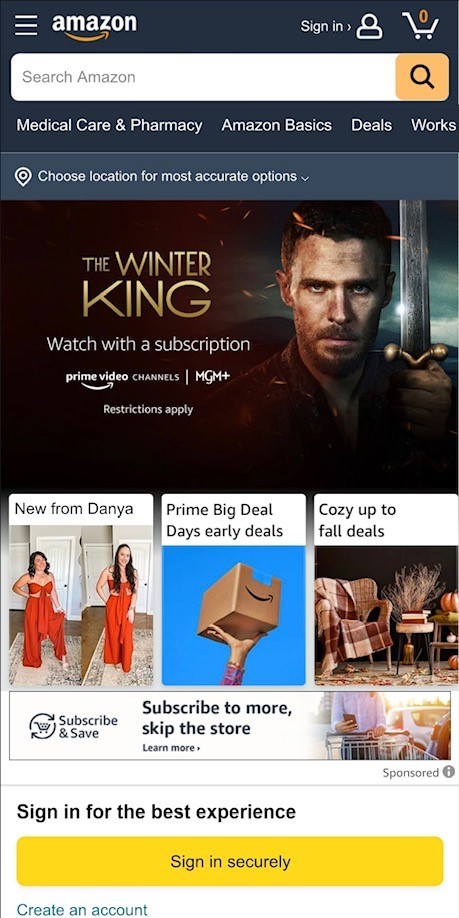 amazon
Sign in ›
0
Search Amazon
Medical Care & Pharmacy Amazon Basics Deals Works
Choose location for most accurate options
THE WINTER
KING
Watch with a subscription
prime video CHANNELS | MGM+
Restrictions apply
New from Danya
Prime Big Deal
Days early deals
Cozy up to
fall deals
Subscribe
& Save
Subscribe to more,
skip the store
Learn more ›
Sponsored
Sign in for the best experience
Sign in securely
Create an account